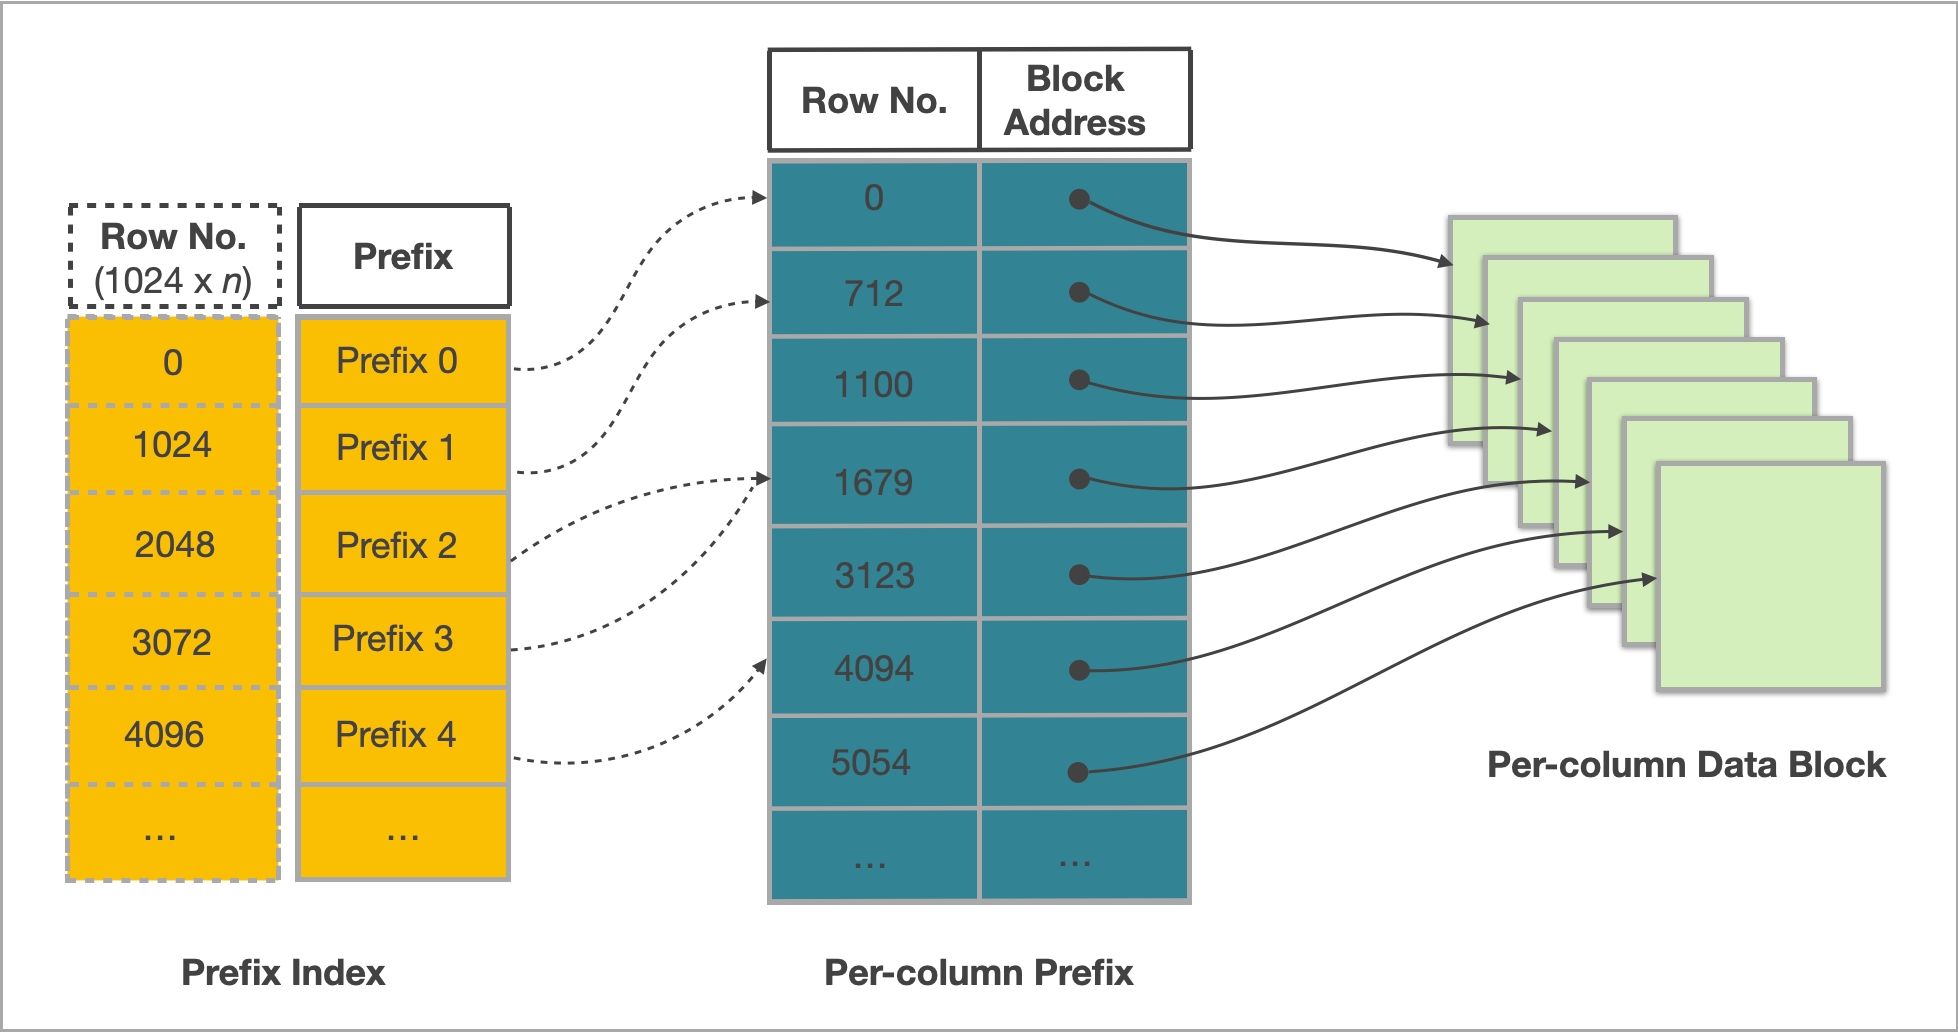 Row No.
(1024 x n)
Prefix
0
Prefix 0
1024
Prefix 1
2048
Prefix 2
3072
Prefix 3
4096
Prefix 4
...
...
Prefix Index
Row No.
Block
Address
0
712
1100
1679
3123
4094
5054
...
...
Per-column Prefix
Per-column Data Block